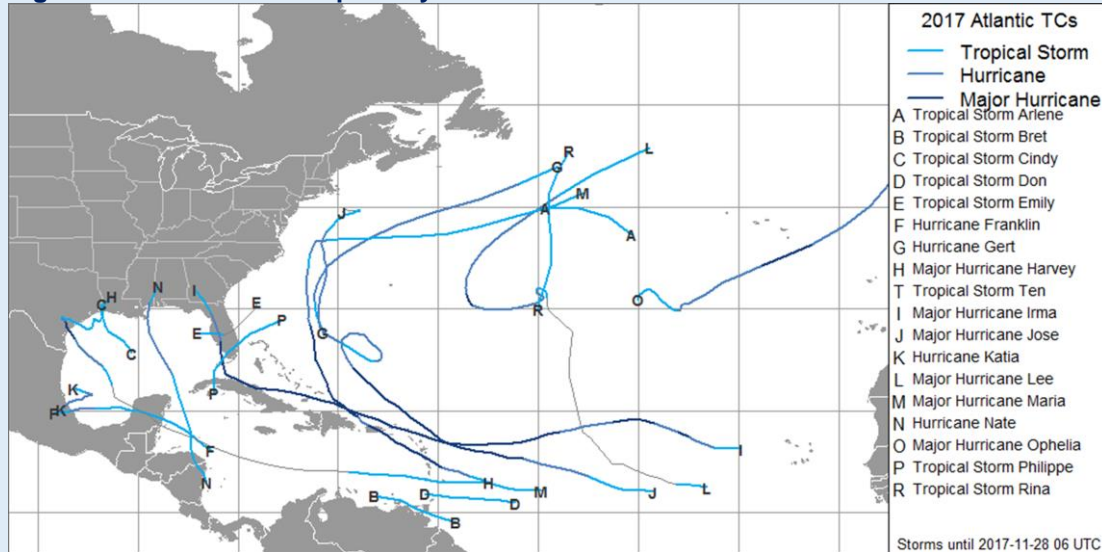 2017 Atlantic TCs
Tropical Storm
Hurricane
Major Hurricane
A Tropical Storm Arlene
B Tropical Storm Bret
C Tropical Storm Cindy
D Tropical Storm Don
E Tropical Storm Emily
F Hurricane Franklin
G Hurricane Gert
H Major Hurricane Harvey
T Tropical Storm Ten
I Major Hurricane Irma
J Major Hurricane Jose
K Hurricane Katia
L Major Hurricane Lee
M Major Hurricane Maria
N Hurricane Nate
O Major Hurricane Ophelia
P Tropical Storm Philippe
R Tropical Storm Rina
Storms until 2017-11-28 06 UTC
R
G
L
M
A
J
A
O
R
N
I
E
H
C
E
P
G
C
K
P
F
K
F
N
I
H
M
J
L
B
D
D
B